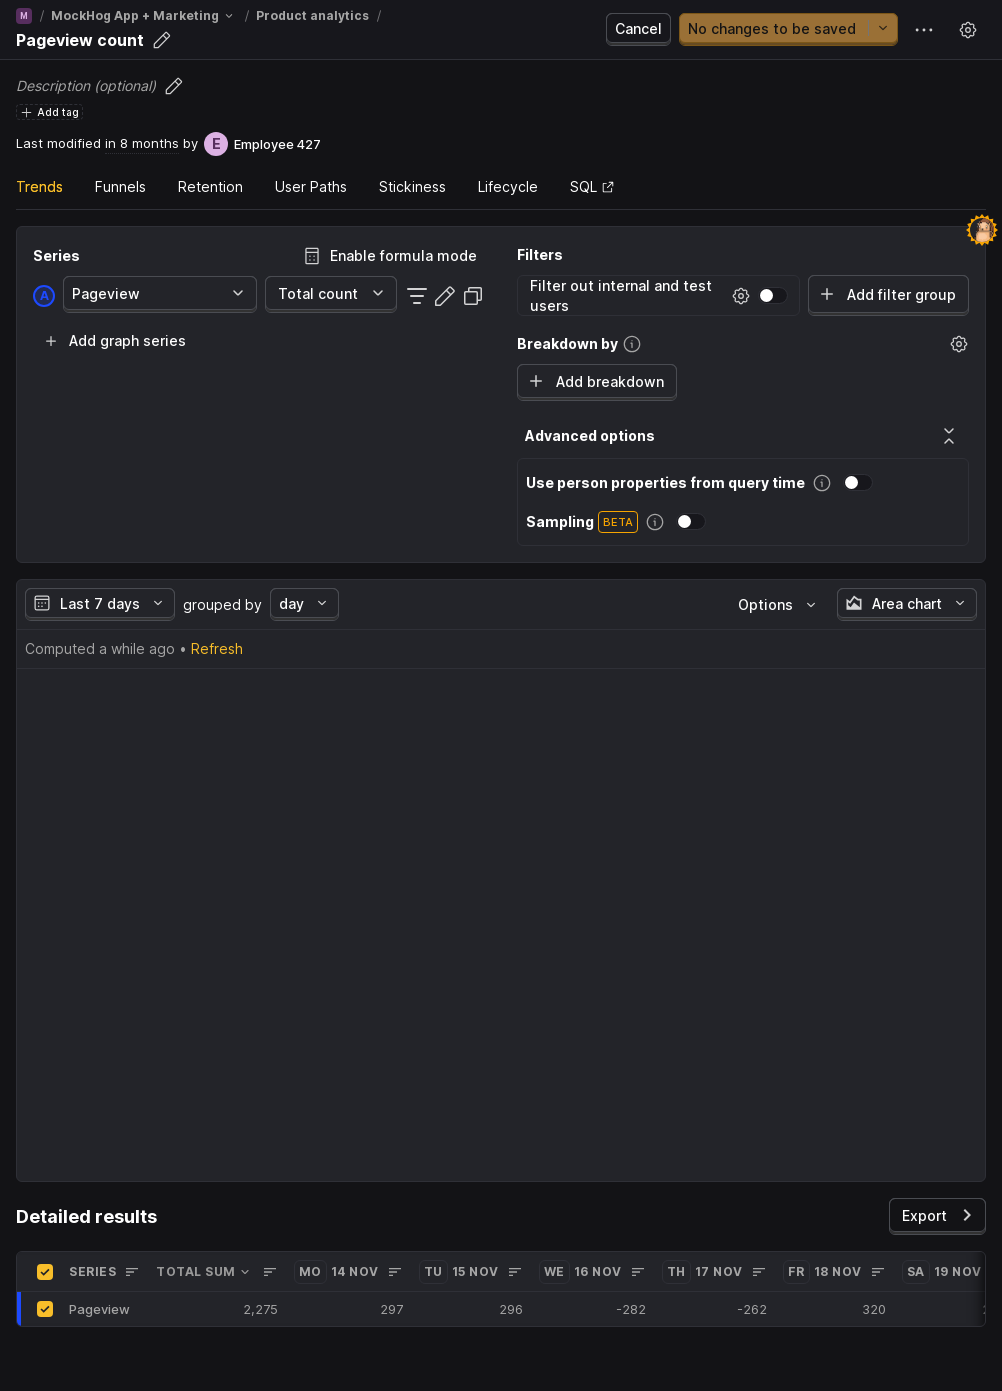 M / MockHog App + Marketing / Product analytics /
Pageview count
Cancel
No changes to be saved
Description (optional)
Add tag
Last modified in 8 months by E Employee 427
Trends Funnels Retention User Paths Stickiness Lifecycle SQL
Series
Enable formula mode
A Pageview Total count
Add graph series
Filters
Filter out internal and test
users
Add filter group
Breakdown by
Add breakdown
Advanced options
Use person properties from query time
Sampling BETA
Last 7 days grouped by day Options Area chart
Computed a while ago • Refresh
Detailed results
Export
SERIES TOTAL SUM MO 14 NOV TU 15 NOV WE 16 NOV TH 17 NOV FR 18 NOV SA 19 NOV
Pageview 2,275 297 296 -282 -262 320